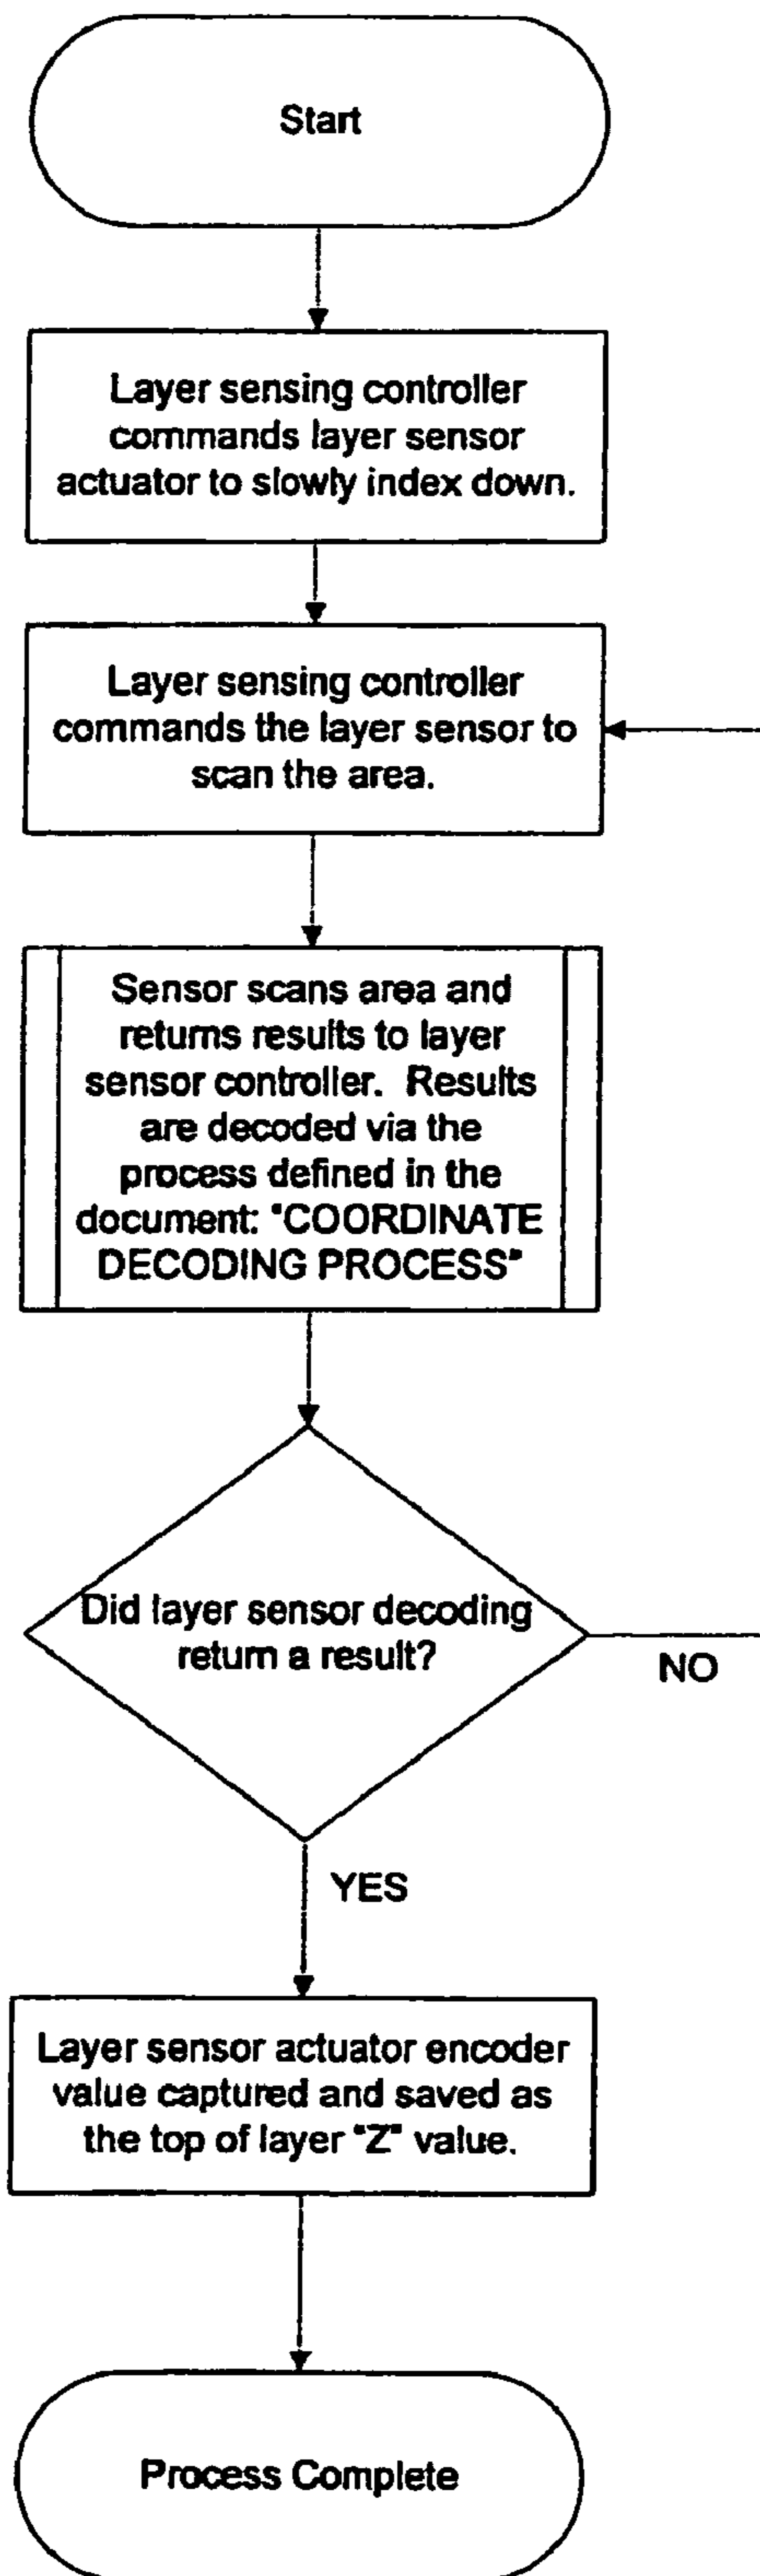 Start
Layer sensing controller
commands layer sensor
actuator to slowly index down.
Layer sensing controller
commands the layer sensor to
scan the area.
Sensor scans area and
returns results to layer
sensor controller. Results
are decoded via the
process defined in the
document: "COORDINATE
DECODING PROCESS"
Did layer sensor decoding
return a result?
NO
YES
Layer sensor actuator encoder
value captured and saved as
the top of layer "Z" value.
Process Complete